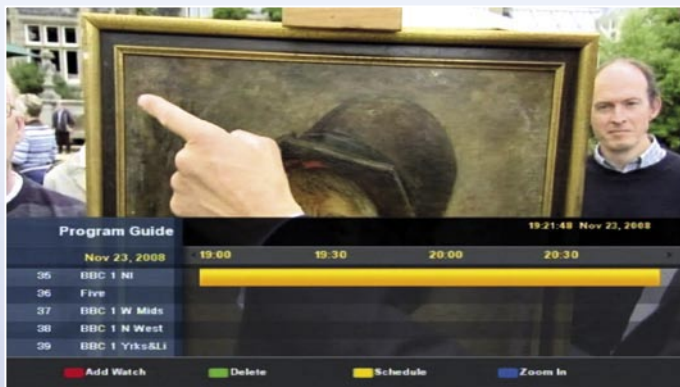 19:21:48 Nov 23, 2008
Program Guide
Nov 23, 2008 19:00 19:30 20:00 20:30
35 BBC 1 NI
36 Five
37 BBC 1 W Mids
38 BBC 1 N West
39 BBC 1 Yrks&Li
Add Watch Delete Schedule Zoom In